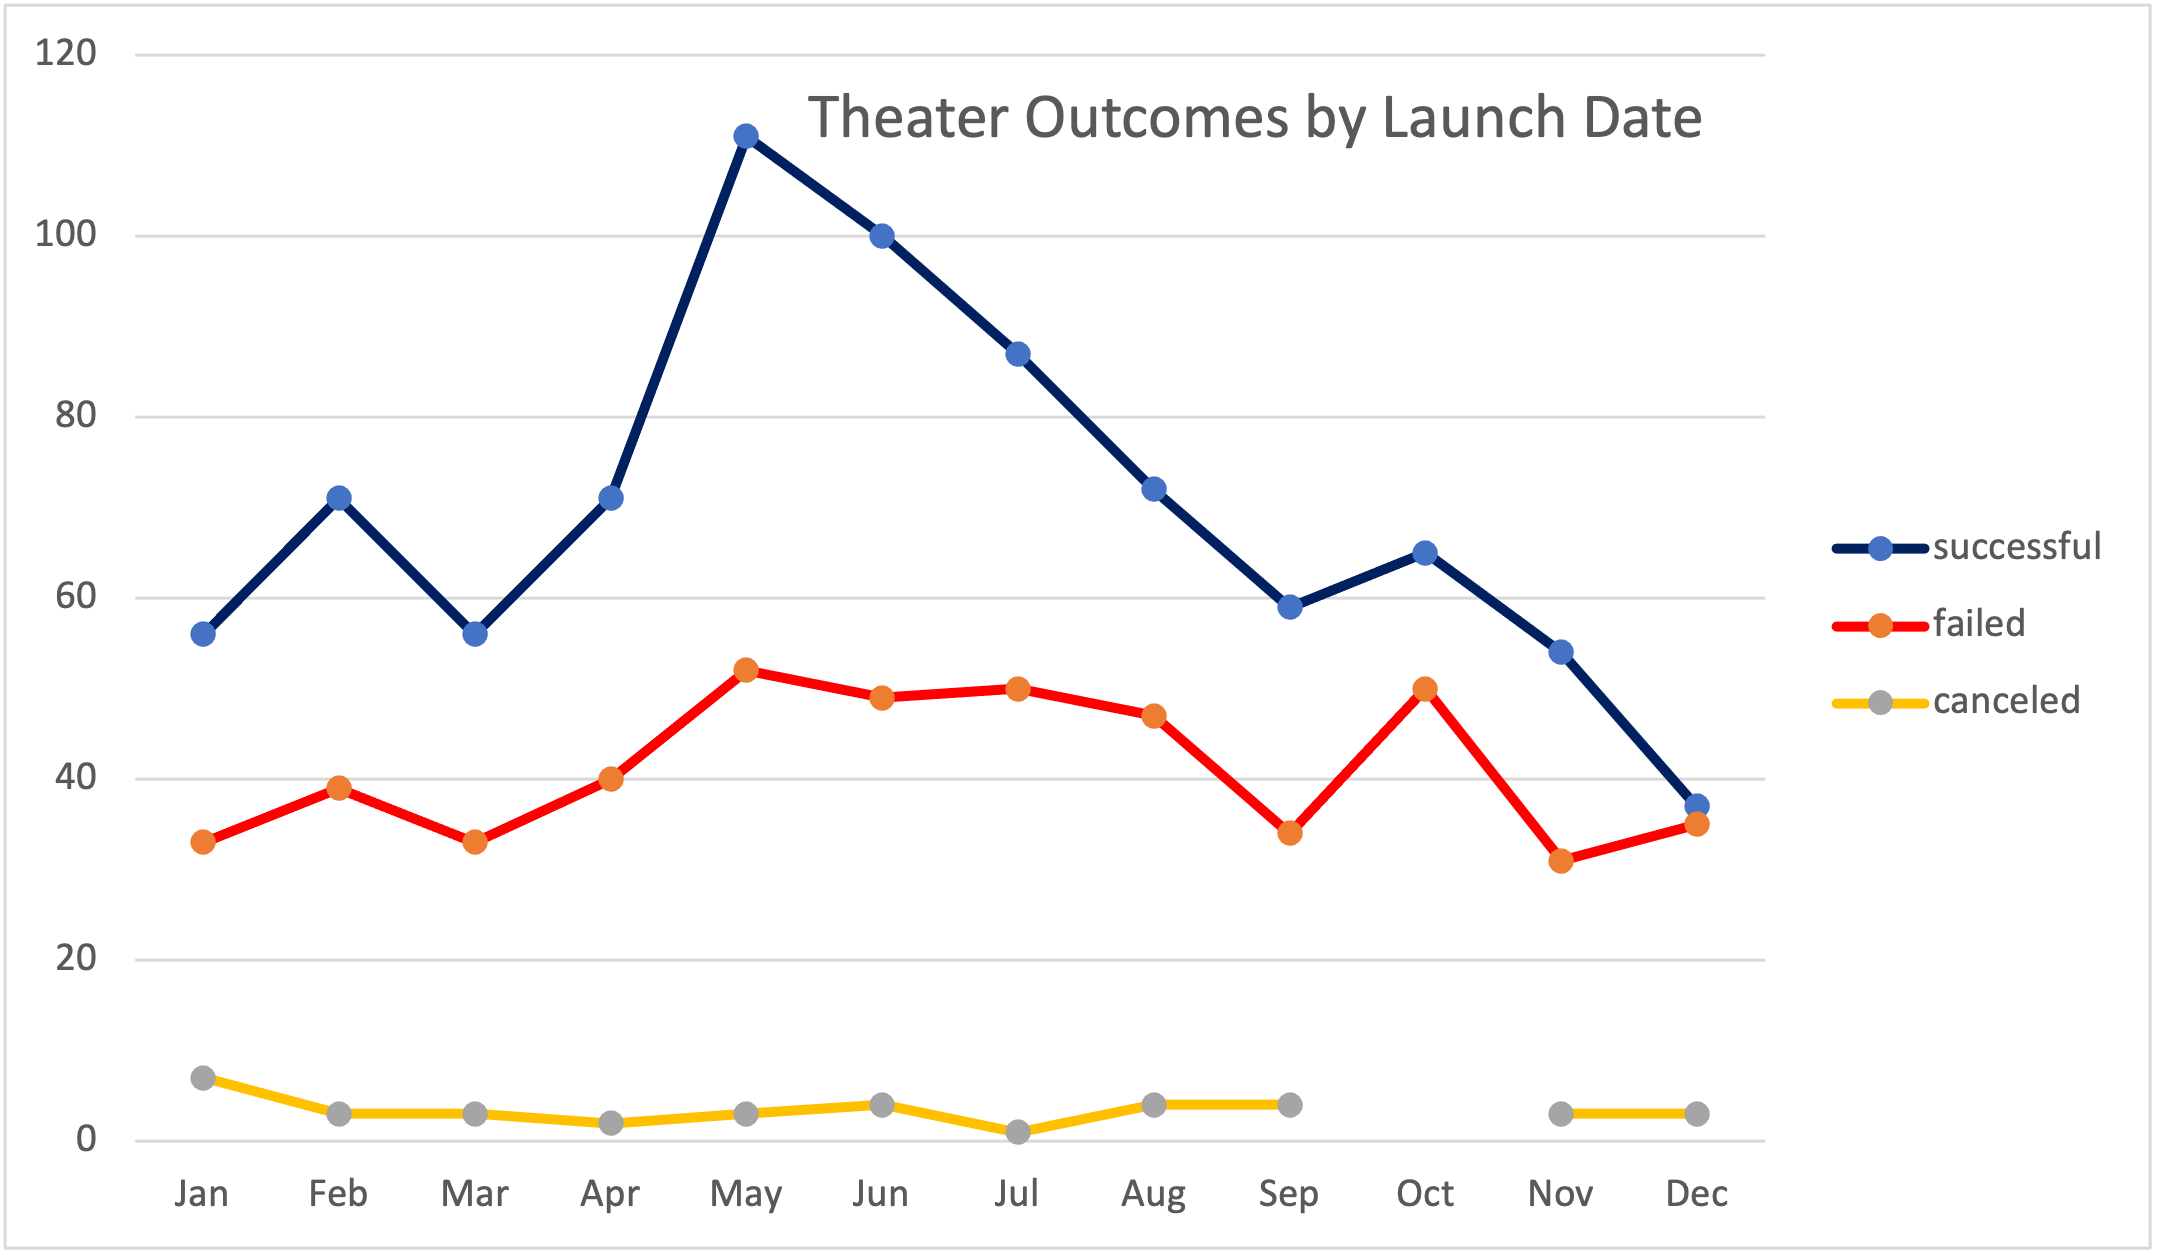 Theater Outcomes by Launch Date
120
100
80
60
40
20
0
Jan Feb Mar Apr May Jun Jul Aug Sep Oct Nov Dec
successful
failed
canceled